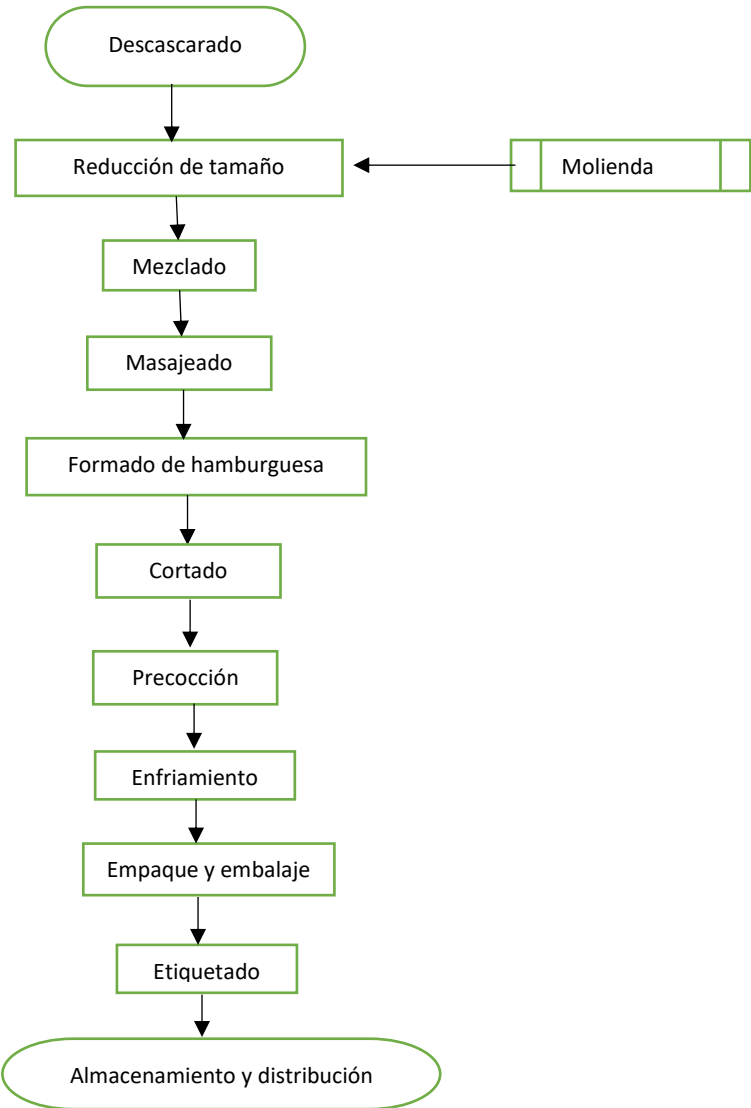 Descascarado
Reducción de tamaño
Molienda
Mezclado
Masajeado
Formado de hamburguesa
Cortado
Precocción
Enfriamiento
Empaque y embalaje
Etiquetado
Almacenamiento y distribución